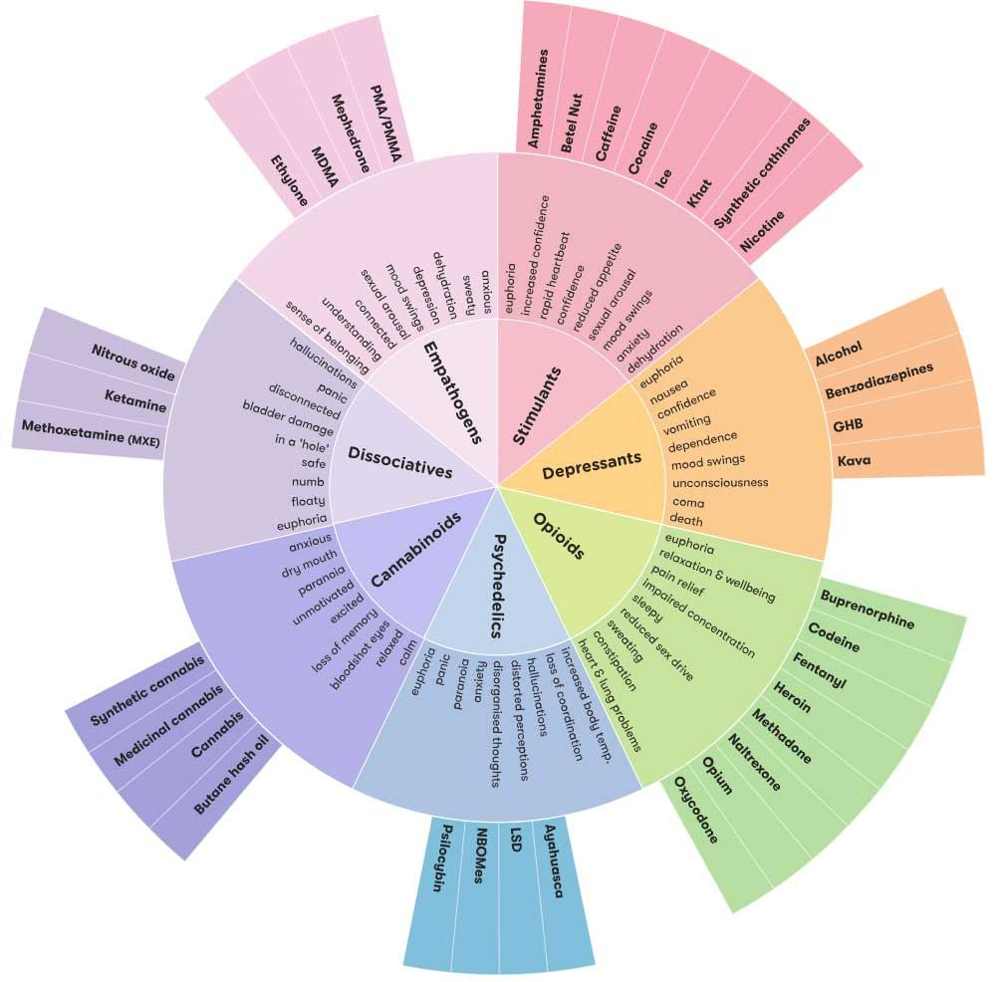 Stimulants
euphoria
increased confidence
rapid heartbeat
confidence
reduced appetite
sexual arousal
mood swings
anxiety
dehydration
Amphetamines
Betel Nut
Caffeine
Cocaine
Ice
Khat
Synthetic cathinones
Nicotine
Depressants
euphoria
nausea
confidence
vomiting
dependence
mood swings
unconsciousness
coma
death
Alcohol
Benzodiazepines
GHB
Kava
Opioids
euphoria
relaxation & wellbeing
pain relief
impaired concentration
sleepy
reduced sex drive
sweating
constipation
heart & lung problems
Buprenorphine
Codeine
Fentanyl
Heroin
Methadone
Naltrexone
Opium
Oxycodone
Psychedelics
increased body temp.
loss of coordination
hallucinations
distorted perceptions
disorganised thoughts
anxiety
paranoia
panic
euphoria
Ayahuasca
LSD
NBOMes
Psilocybin
Cannabinoids
calm
relaxed
bloodshot eyes
loss of memory
excited
unmotivated
paranoia
dry mouth
anxious
Butane hash oil
Cannabis
Medicinal cannabis
Synthetic cannabis
Dissociatives
euphoria
floaty
numb
safe
in a ‘hole’
bladder damage
disconnected
panic
hallucinations
Methoxetamine (MXE)
Ketamine
Nitrous oxide
Empathogens
sense of belonging
understanding
connected
sexual arousal
mood swings
depression
dehydration
sweaty
anxious
Ethylone
MDMA
Mephedrone
PMA/PMMA